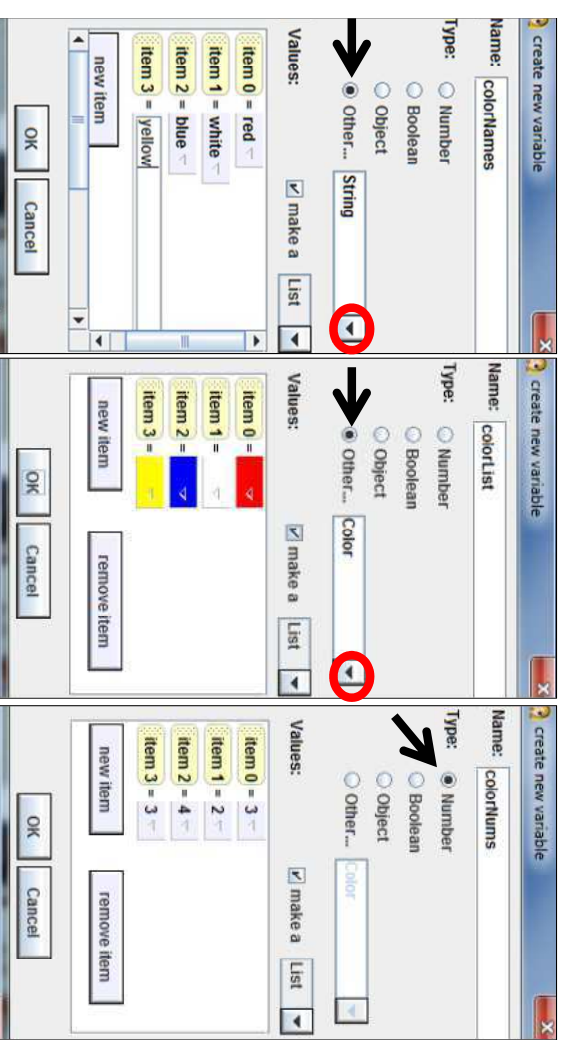 create new variable
Name: colorNames
Type: Number
Boolean
Object
Other... String
Values: make a List
item 0 = red
item 1 = white
item 2 = blue
item 3 = yellow
new item
OK Cancel
create new variable
Name: colorList
Type: Number
Boolean
Object
Other... Color
Values: make a List
item 0 =
item 1 =
item 2 =
item 3 =
new item remove item
OK Cancel
create new variable
Name: colorNums
Type: Number
Boolean
Object
Other... Color
Values: make a List
item 0 = 3
item 1 = 2
item 2 = 4
item 3 = 3
new item remove item
OK Cancel